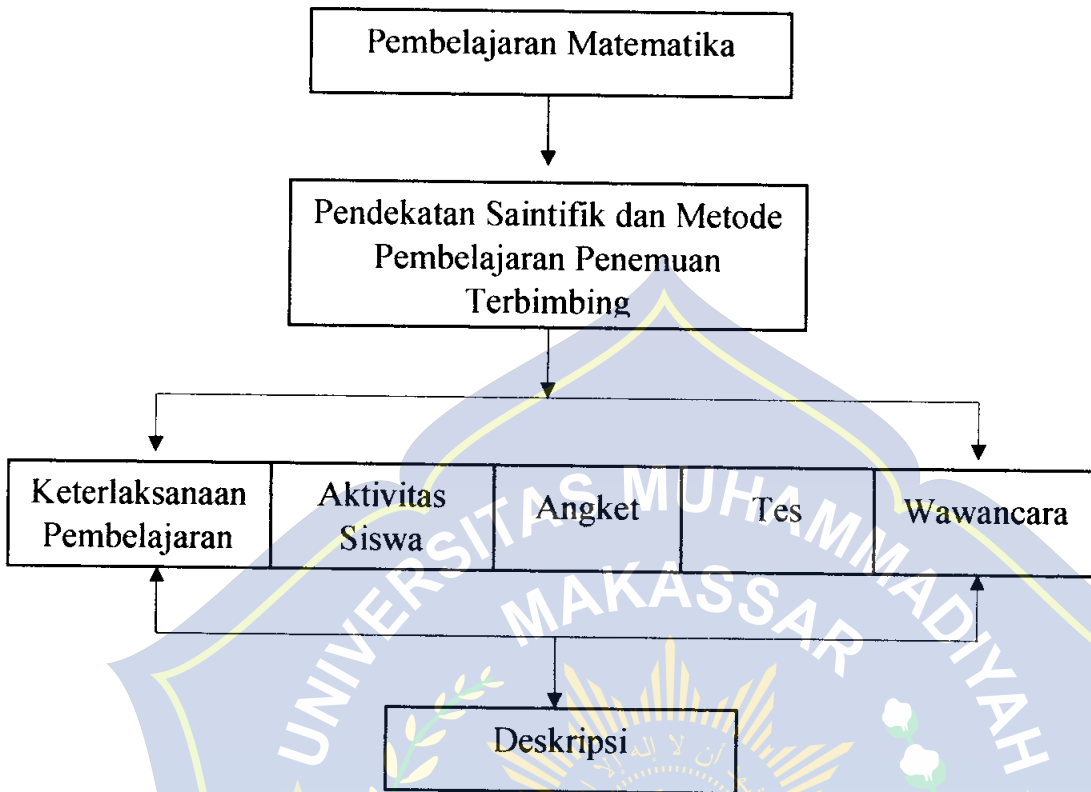 Pembelajaran Matematika
Pendekatan Saintifik dan Metode
Pembelajaran Penemuan
Terbimbing
Keterlaksanaan
Pembelajaran
Aktivitas
Siswa
Angket
Tes
Wawancara
UNIVERSITAS MUHAMMADIYAH
MAKASSAR
Deskripsi